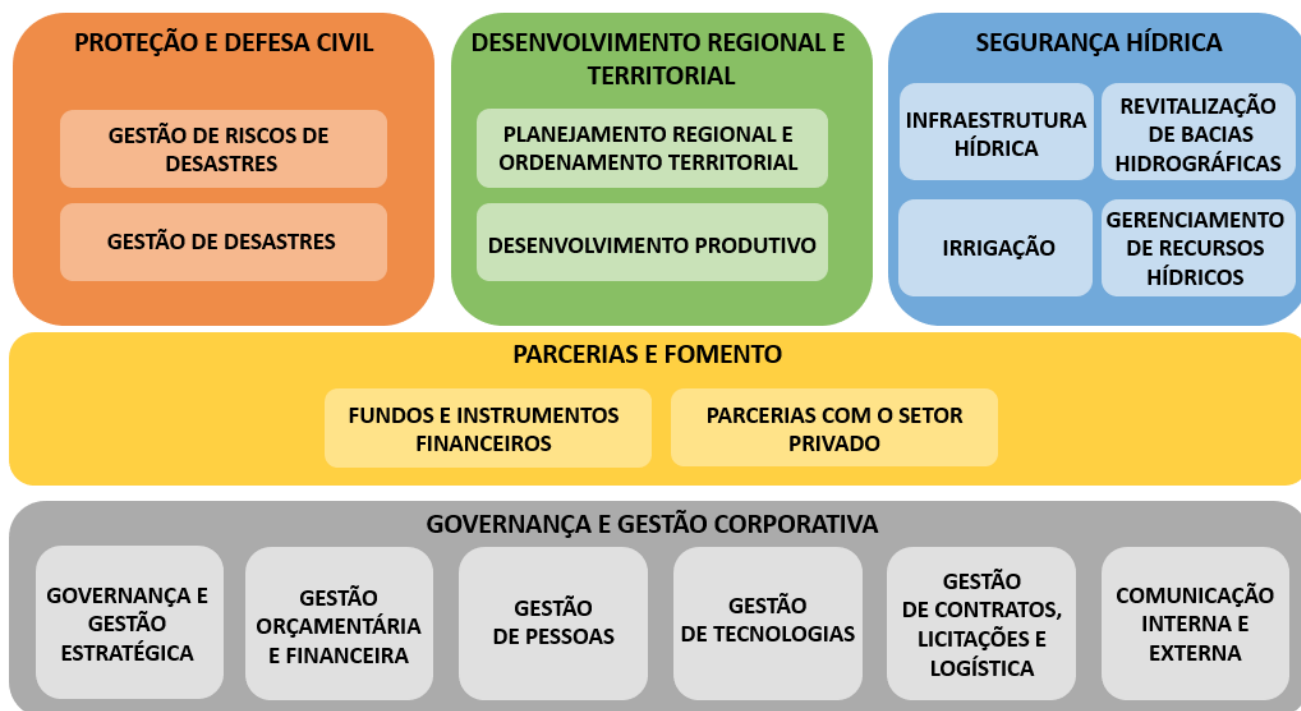 PROTEÇÃO E DEFESA CIVIL
GESTÃO DE RISCOS DE
DESASTRES
GESTÃO DE DESASTRES
DESENVOLVIMENTO REGIONAL E
TERRITORIAL
PLANEJAMENTO REGIONAL E
ORDENAMENTO TERRITORIAL
DESENVOLVIMENTO PRODUTIVO
SEGURANÇA HÍDRICA
INFRAESTRUTURA
HÍDRICA
REVITALIZAÇÃO
DE BACIAS
HIDROGRÁFICAS
IRRIGAÇÃO
GERENCIAMENTO
DE RECURSOS
HÍDRICOS
PARCERIAS E FOMENTO
FUNDOS E INSTRUMENTOS
FINANCEIROS
PARCERIAS COM O SETOR
PRIVADO
GOVERNANÇA E GESTÃO CORPORATIVA
GOVERNANÇA E
GESTÃO
ESTRATÉGICA
GESTÃO
ORÇAMENTÁRIA
E FINANCEIRA
GESTÃO
DE PESSOAS
GESTÃO
DE TECNOLOGIAS
GESTÃO
DE CONTRATOS,
LICITAÇÕES E
LOGÍSTICA
COMUNICAÇÃO
INTERNA E
EXTERNA